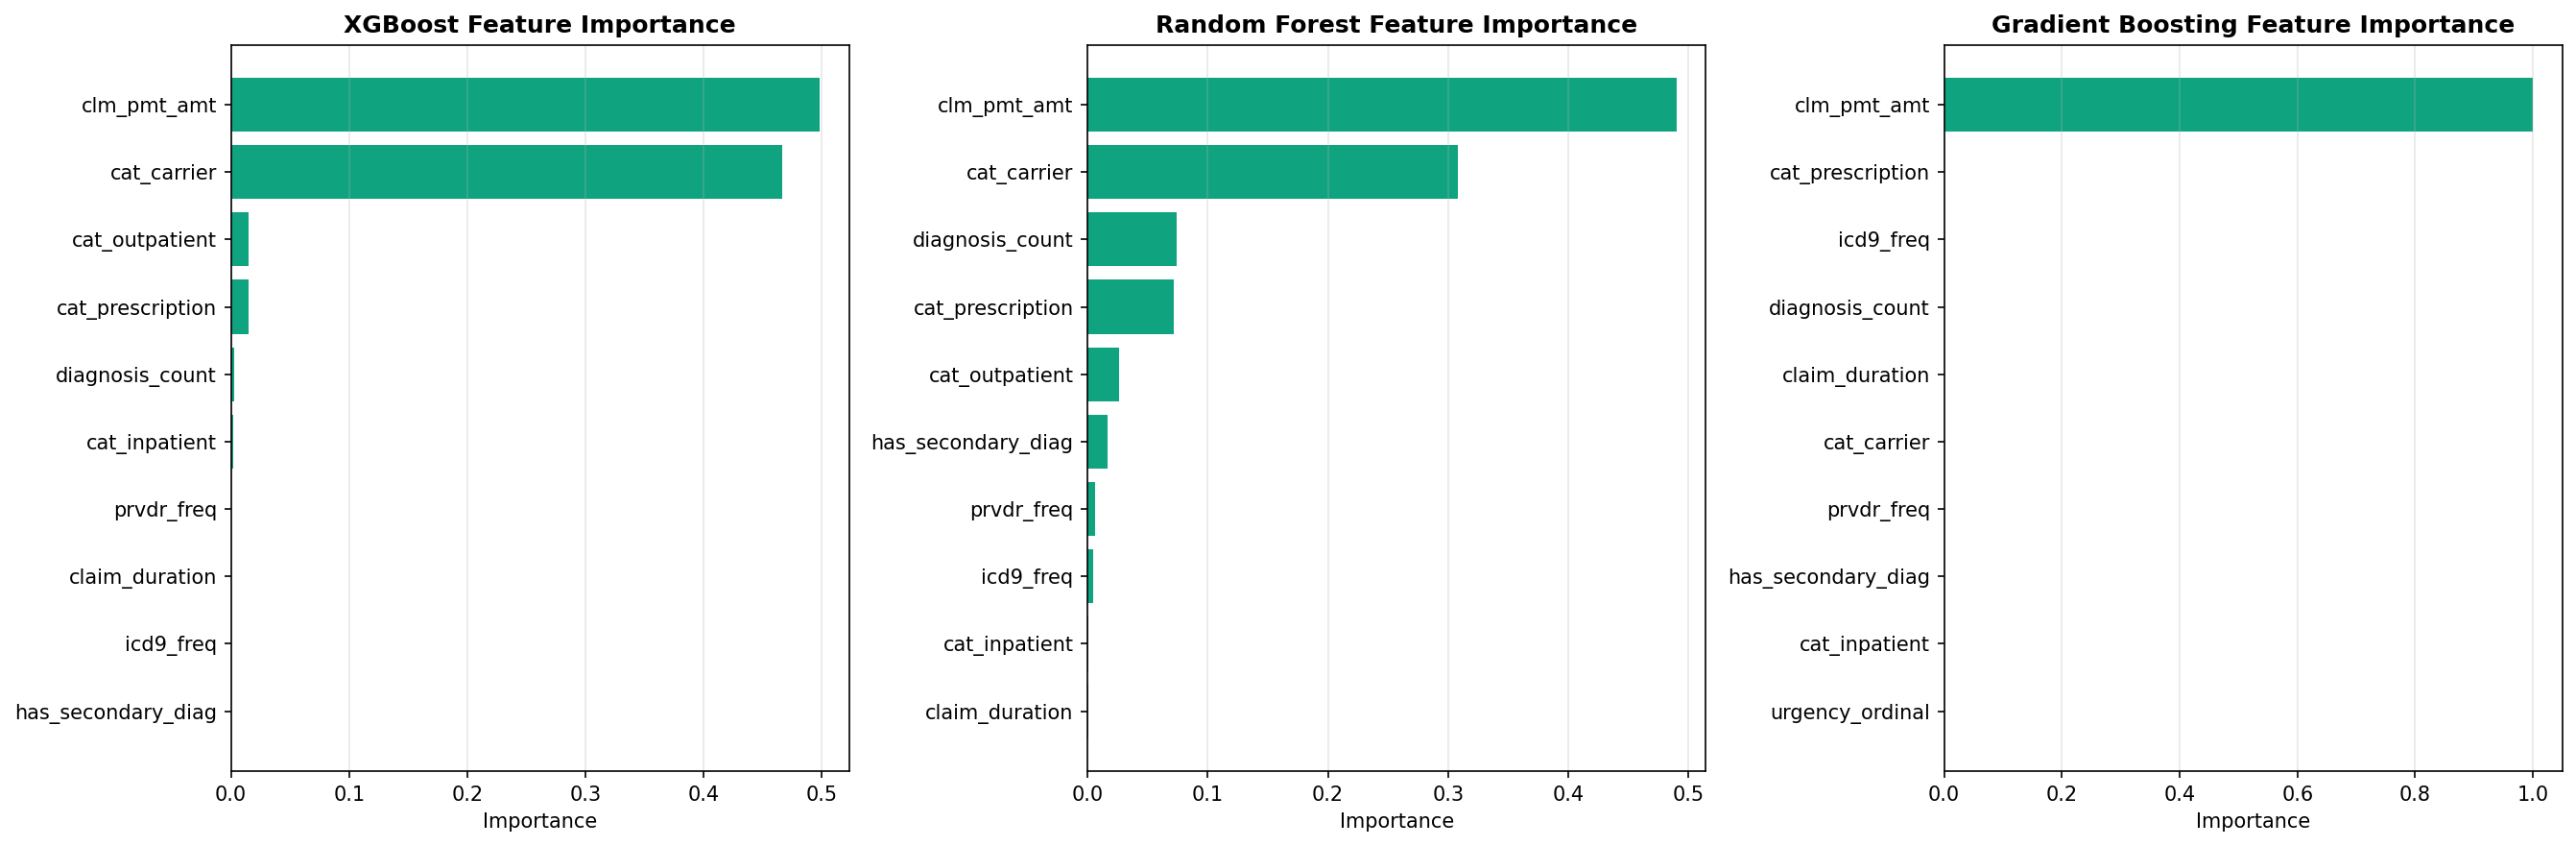 XGBoost Feature Importance
clm_pmt_amt
cat_carrier
cat_outpatient
cat_prescription
diagnosis_count
cat_inpatient
prvdr_freq
claim_duration
icd9_freq
has_secondary_diag
0.0 0.1 0.2 0.3 0.4 0.5
Importance
Random Forest Feature Importance
clm_pmt_amt
cat_carrier
diagnosis_count
cat_prescription
cat_outpatient
has_secondary_diag
prvdr_freq
icd9_freq
cat_inpatient
claim_duration
0.0 0.1 0.2 0.3 0.4 0.5
Importance
Gradient Boosting Feature Importance
clm_pmt_amt
cat_prescription
icd9_freq
diagnosis_count
claim_duration
cat_carrier
prvdr_freq
has_secondary_diag
cat_inpatient
urgency_ordinal
0.0 0.2 0.4 0.6 0.8 1.0
Importance